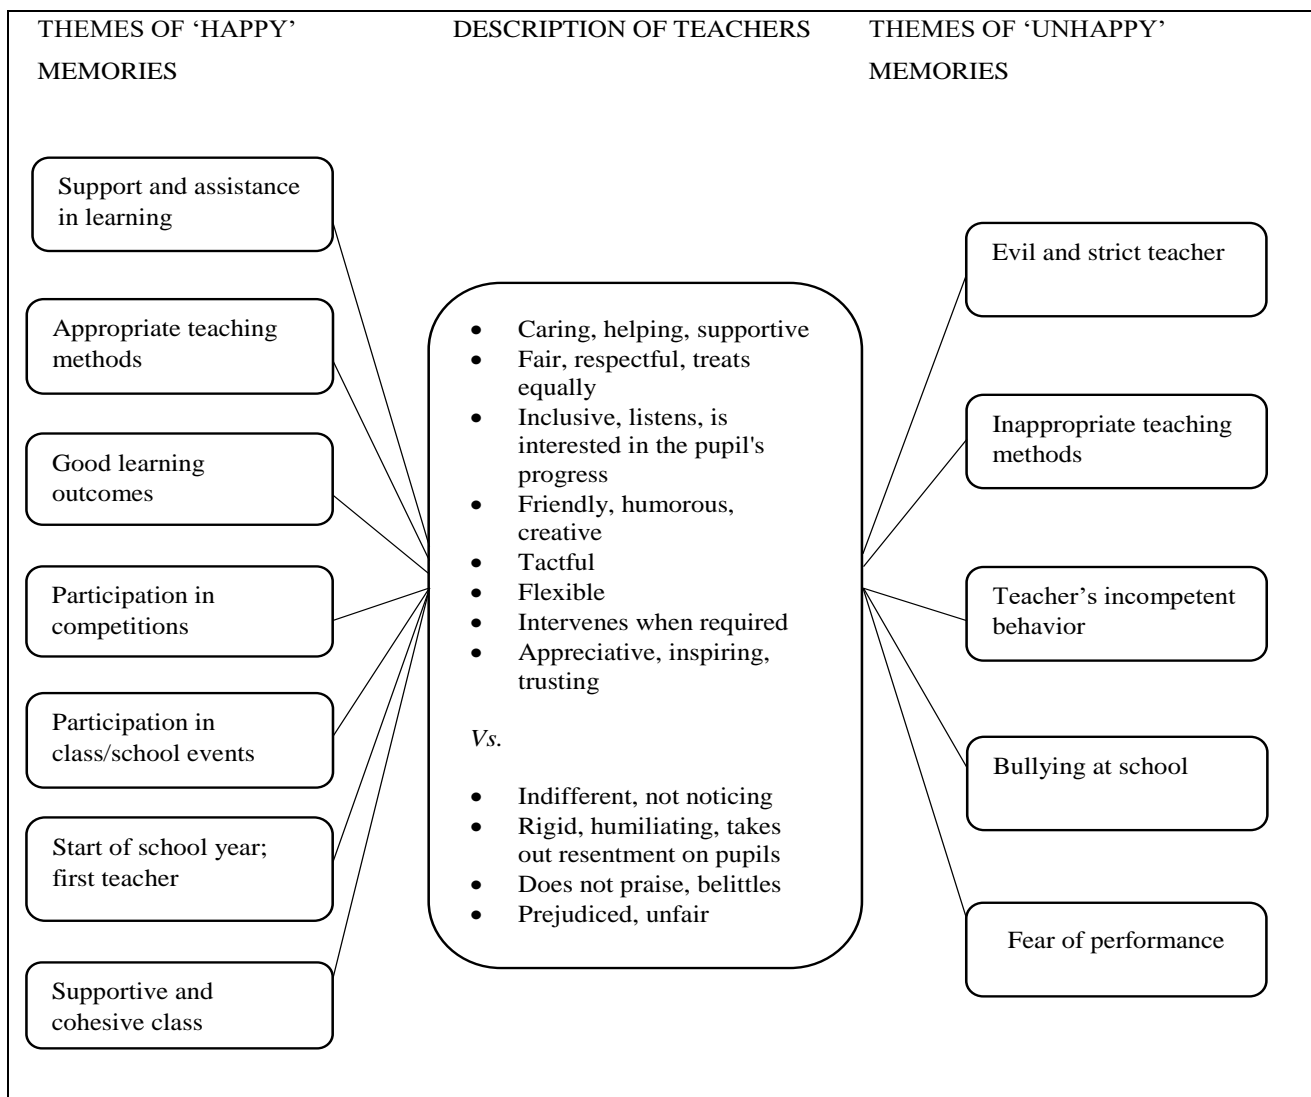 THEMES OF ‘HAPPY’
MEMORIES
DESCRIPTION OF TEACHERS
THEMES OF ‘UNHAPPY’
MEMORIES
Support and assistance
in learning
Appropriate teaching
methods
Good learning
outcomes
Participation in
competitions
Participation in
class/school events
Start of school year;
first teacher
Supportive and
cohesive class
• Caring, helping, supportive
• Fair, respectful, treats
equally
• Inclusive, listens, is
interested in the pupil's
progress
• Friendly, humorous,
creative
• Tactful
• Flexible
• Intervenes when required
• Appreciative, inspiring,
trusting
Vs.
• Indifferent, not noticing
• Rigid, humiliating, takes
out resentment on pupils
• Does not praise, belittles
• Prejudiced, unfair
Evil and strict teacher
Inappropriate teaching
methods
Teacher’s incompetent
behavior
Bullying at school
Fear of performance